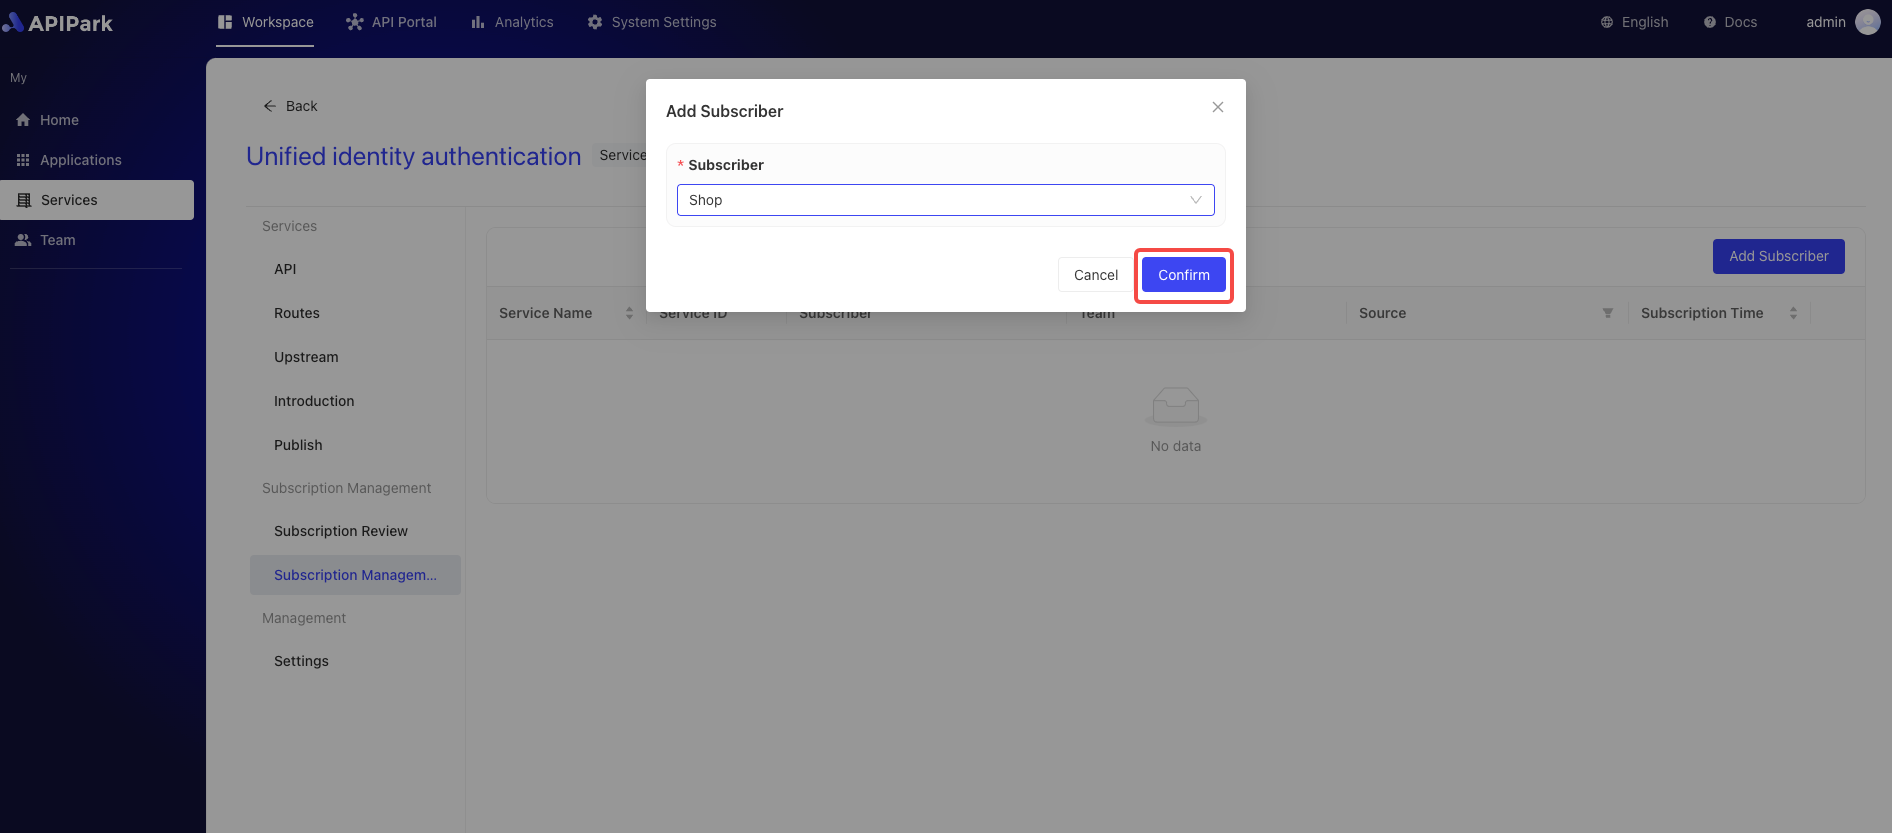 APIPark
Workspace
API Portal
Analytics
System Settings
English
Docs
admin
My
Home
Applications
Services
Team
Back
Unified identity authentication
Service
Services
API
Routes
Upstream
Introduction
Publish
Subscription Management
Subscription Review
Subscription Managem...
Management
Settings
Add Subscriber
* Subscriber
Shop
Cancel
Confirm
Add Subscriber
Service Name
Service ID
Subscriber
Team
Source
Subscription Time
No data